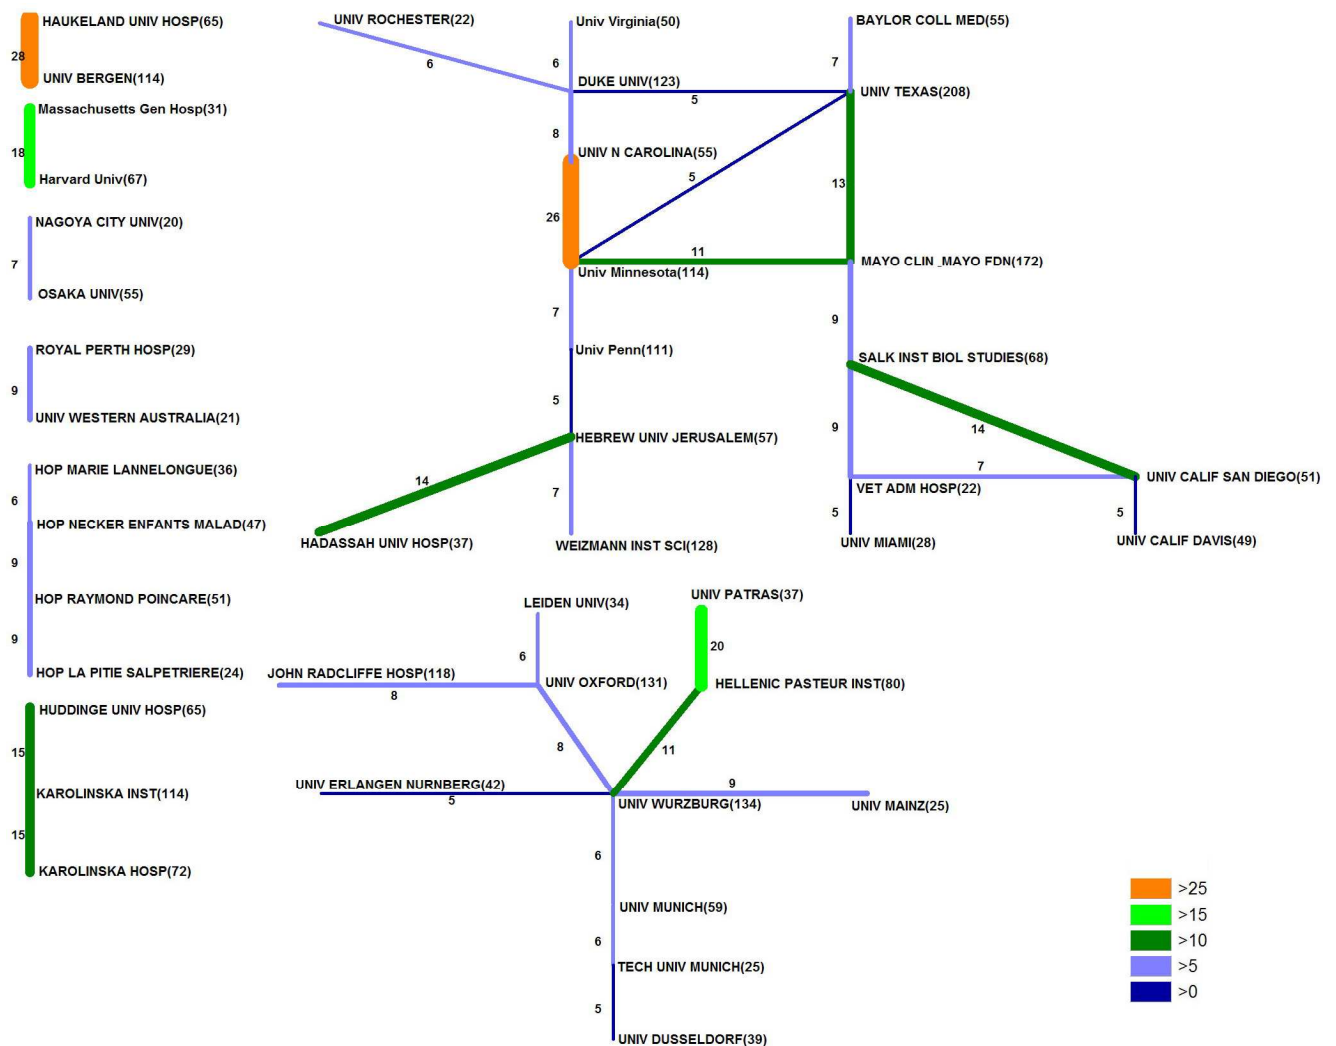 HAUKELAND UNIV HOSP(65)
28
UNIV BERGEN(114)
Massachusetts Gen Hosp(31)
18
Harvard Univ(67)
NAGOYA CITY UNIV(20)
7
OSAKA UNIV(55)
ROYAL PERTH HOSP(29)
9
UNIV WESTERN AUSTRALIA(21)
HOP MARIE LANNELONGUE(36)
6
HOP NECKER ENFANTS MALAD(47)
9
HOP RAYMOND POINCARE(51)
9
HOP LA PITIE SALPETRIERE(24)
HUDDINGE UNIV HOSP(65)
15
KAROLINSKA INST(114)
15
KAROLINSKA HOSP(72)
UNIV ROCHESTER(22)
6
Univ Virginia(50)
6
DUKE UNIV(123)
5
8
UNIV N CAROLINA(55)
5
26
11
Univ Minnesota(114)
BAYLOR COLL MED(55)
7
UNIV TEXAS(208)
13
MAYO CLIN_MAYO FDN(172)
7
Univ Penn(111)
5
HEBREW UNIV JERUSALEM(57)
14
7
HADASSAH UNIV HOSP(37)
WEIZMANN INST SCI(128)
9
SALK INST BIOL STUDIES(68)
9
14
7
UNIV CALIF SAN DIEGO(51)
VET ADM HOSP(22)
5
5
UNIV MIAMI(28)
UNIV CALIF DAVIS(49)
LEIDEN UNIV(34)
6
JOHN RADCLIFFE HOSP(118)
8
UNIV OXFORD(131)
8
UNIV PATRAS(37)
20
HELLENIC PASTEUR INST(80)
11
UNIV ERLANGEN NURNBERG(42)
5
UNIV WURZBURG(134)
9
UNIV MAINZ(25)
6
UNIV MUNICH(59)
6
TECH UNIV MUNICH(25)
5
UNIV DUSSELDORF(39)
>25
>15
>10
>5
>0